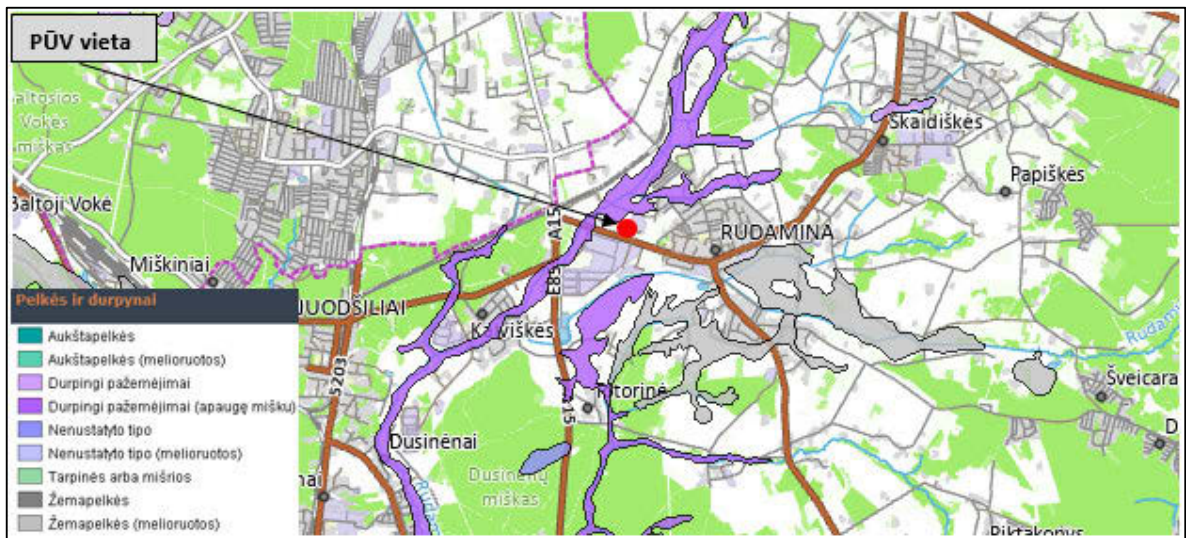 PŪV vieta
altosios
Vokės
miškas
Baltoji Vokė
Miškiniai
JUODŠILIAI
Kalviškės
A15
E85
RUDAMINA
Skaidiškės
Papiškės
Rudami
Šveicara
D
Ritorinė
Dusinėnai
Dusinėnų
miškas
5203
Piktakonys
Pelkės ir durpynai
Aukštapelkės
Aukštapelkės (melioruotos)
Durpingi pažemėjimai
Durpingi pažemėjimai (apaugę mišku)
Nenustatyto tipo
Nenustatyto tipo (melioruotos)
Tarpinės arba mišrios
Žemapelkės
Žemapelkės (melioruotos)